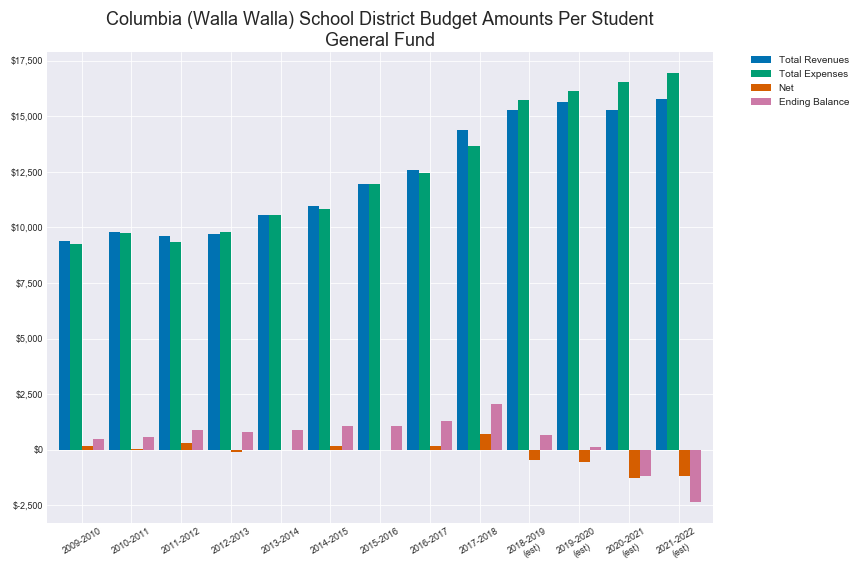 Columbia (Walla Walla) School District Budget Amounts Per Student
General Fund
Total Revenues
Total Expenses
Net
Ending Balance
$17,500
$15,000
$12,500
$10,000
$7,500
$5,000
$2,500
$0
$-2,500
2009-2010
2010-2011
2011-2012
2012-2013
2013-2014
2014-2015
2015-2016
2016-2017
2017-2018
2018-2019
(est)
2019-2020
(est)
2020-2021
(est)
2021-2022
(est)